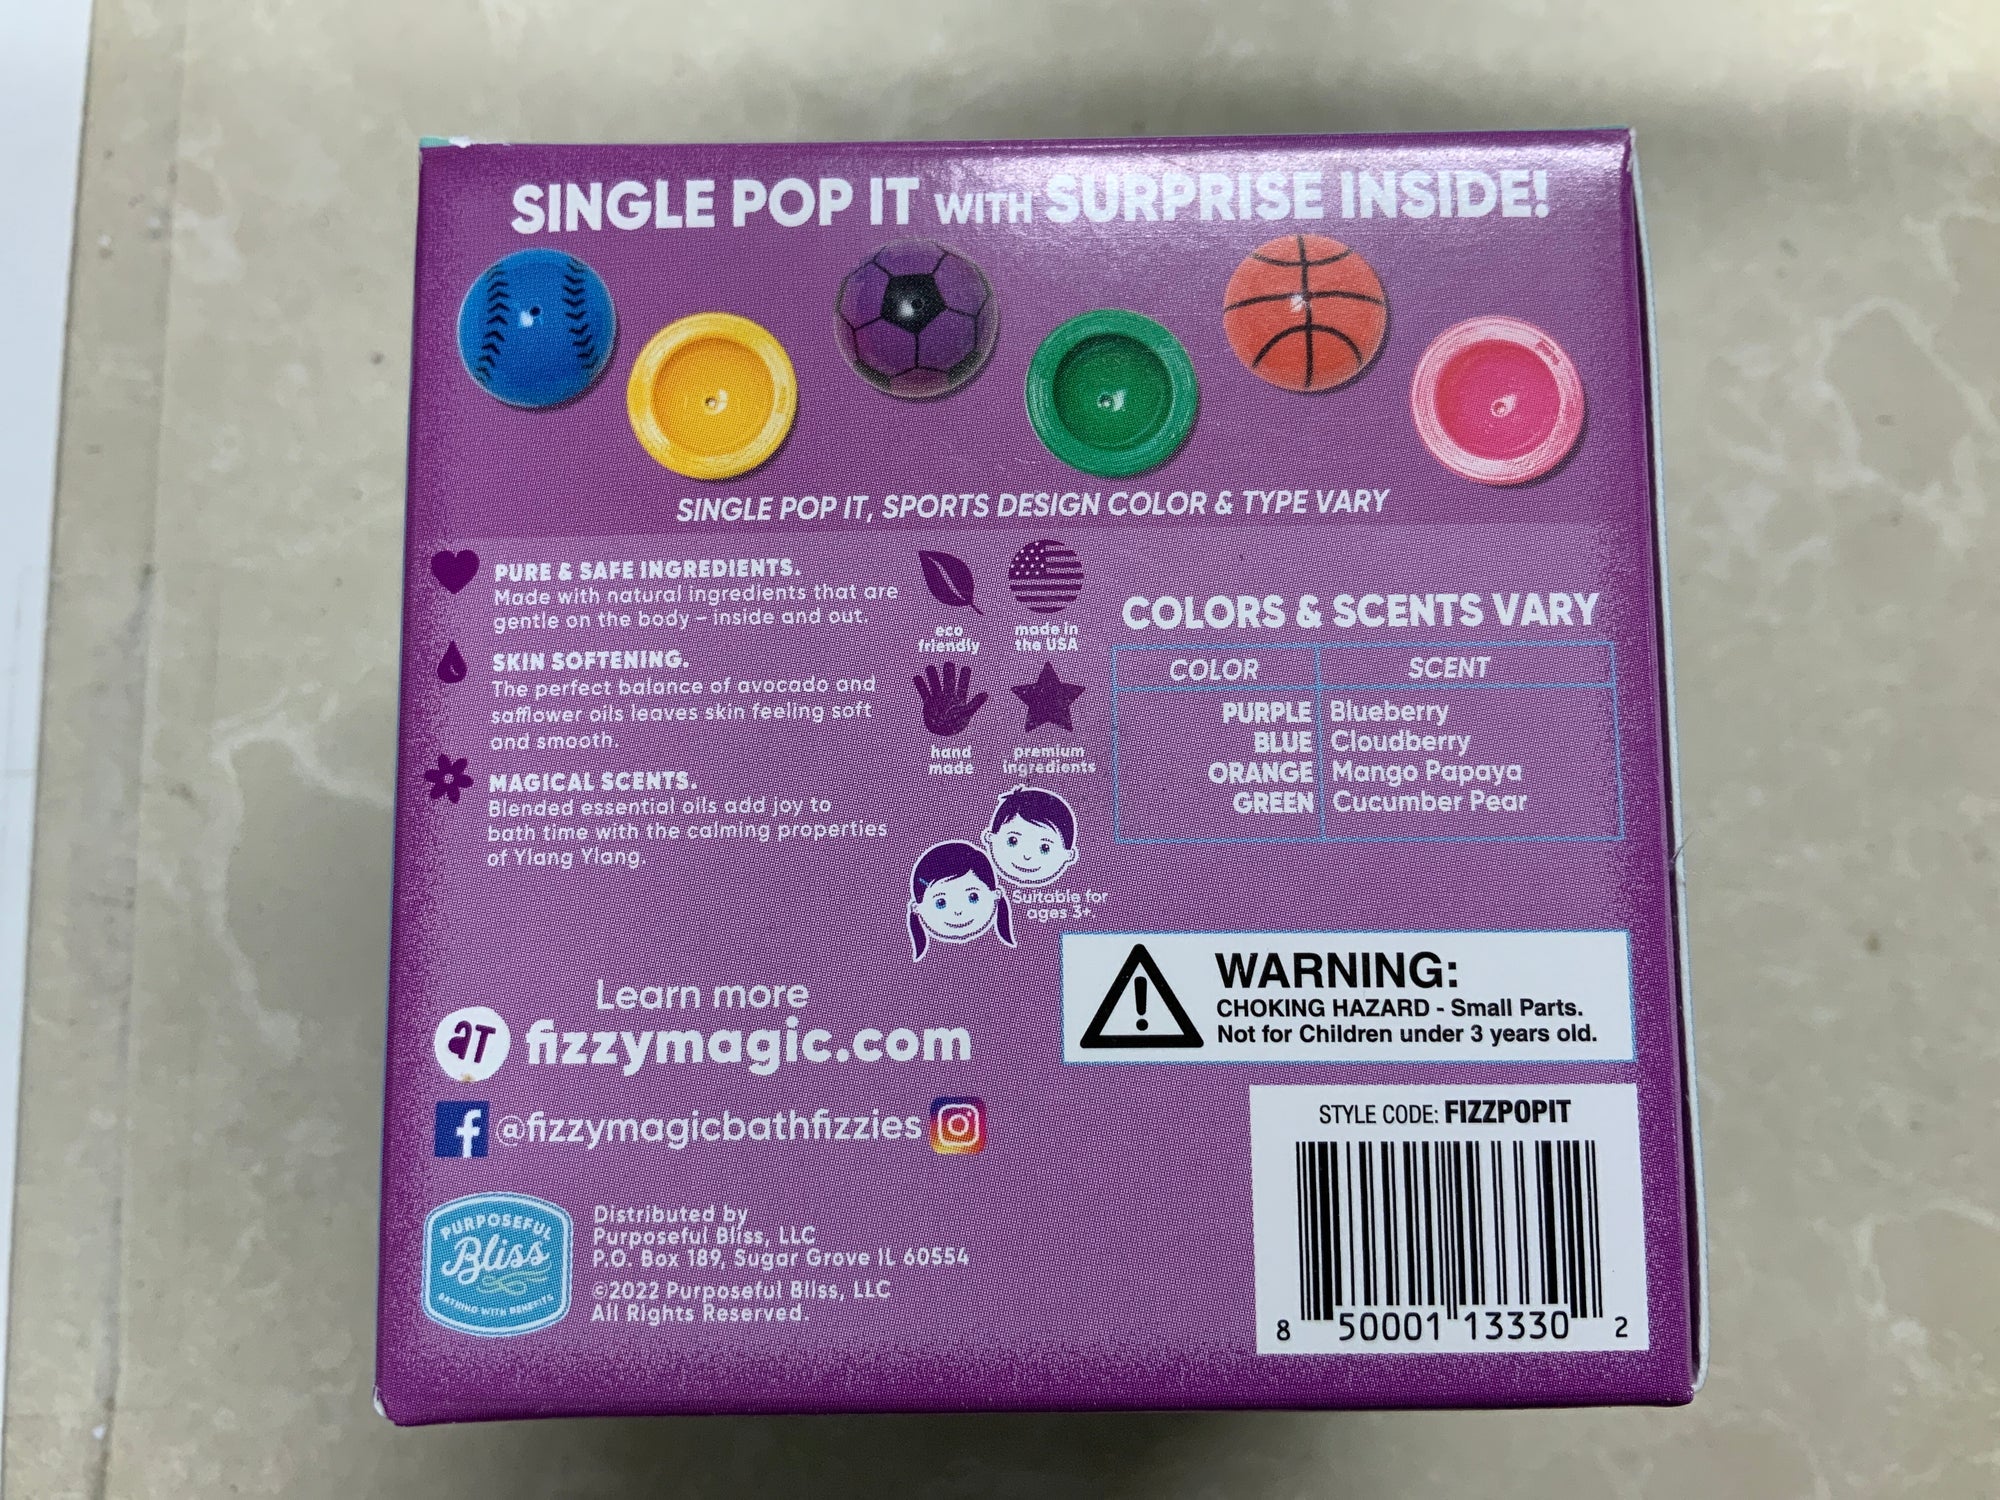 SINGLE POP IT WITH SURPRISE INSIDE!
SINGLE POP IT, SPORTS DESIGN COLOR & TYPE VARY
PURE & SAFE INGREDIENTS.
Made with natural ingredients that are
gentle on the body – inside and out.
SKIN SOFTENING.
The perfect balance of avocado and
safflower oils leaves skin feeling soft
and smooth.
MAGICAL SCENTS.
Blended essential oils add joy to
bath time with the calming properties
of Ylang Ylang.
eco
friendly
made in
the USA
hand
made
premium
ingredients
Suitable for
ages 3+.
COLORS & SCENTS VARY
COLOR SCENT
PURPLE Blueberry
BLUE Cloudberry
ORANGE Mango Papaya
GREEN Cucumber Pear
WARNING:
CHOKING HAZARD - Small Parts.
Not for Children under 3 years old.
Learn more
aT fizzymagic.com
@fizzymagicbathfizzies
PURPOSEFUL
Bliss
BATHING WITH BENEFITS
Distributed by
Purposeful Bliss, LLC
P.O. Box 189, Sugar Grove IL 60554
©2022 Purposeful Bliss, LLC
All Rights Reserved.
STYLE CODE: FIZZPOPIT
8 50001 13330 2